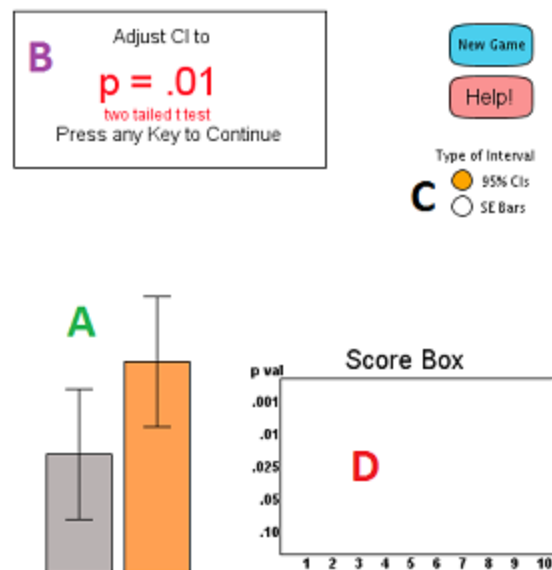 Adjust CI to
B
p = .01
two tailed t test
Press any Key to Continue
New Game
Help!
Type of Interval
C
95% CIs
SE Bars
A
Score Box
p val
.001
.01
.025
.05
.10
D
1 2 3 4 5 6 7 8 9 10